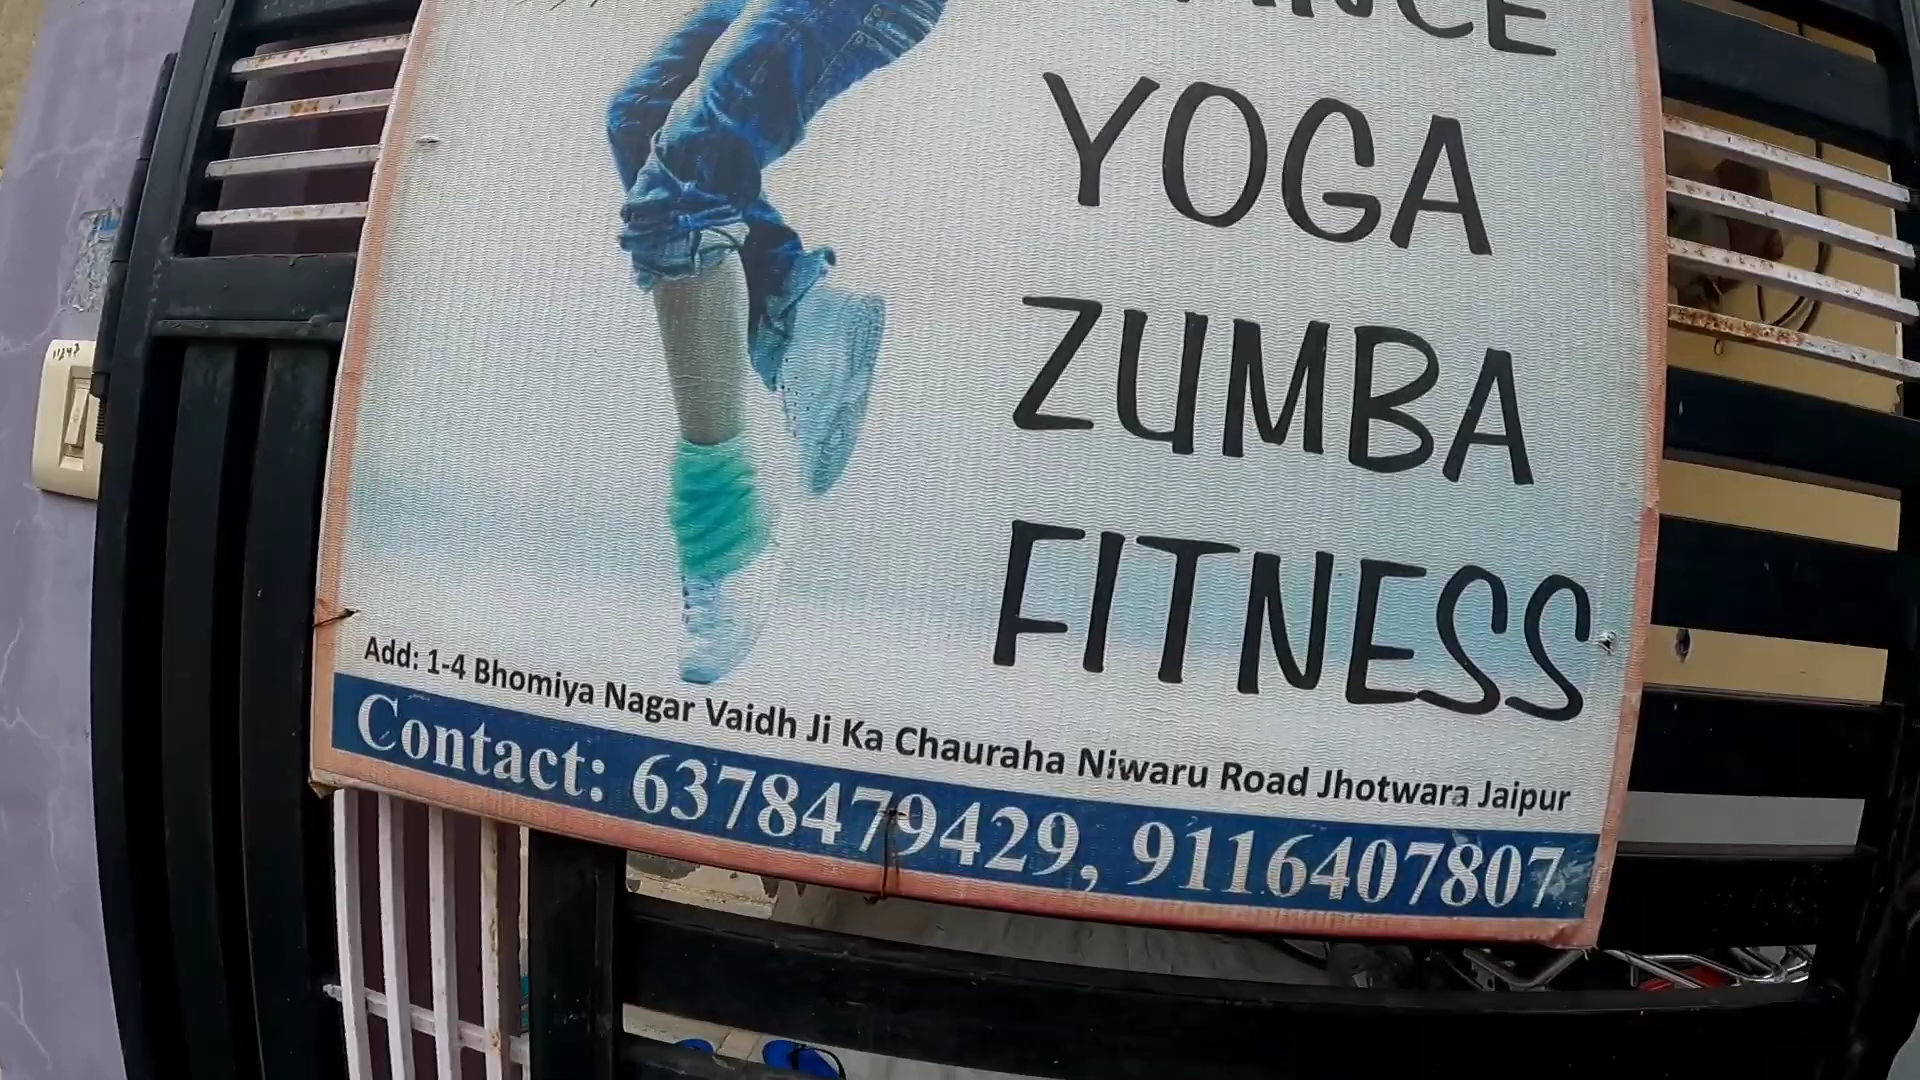 YOGA
ZUMBA
FITNESS
Add: 1-4 Bhomiya Nagar Vaidh Ji Ka Chauraha Niwaru Road Jhotwara Jaipur
Contact: 6378479429, 9116407807